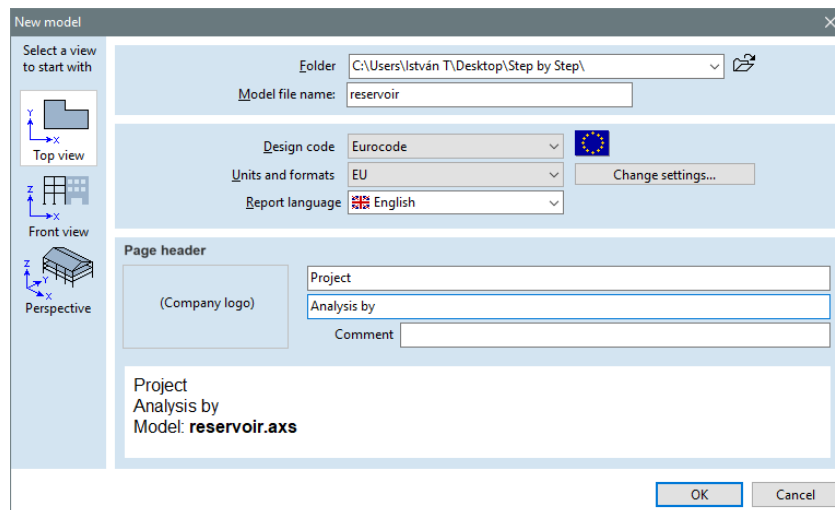 New model
Select a view
to start with
Y
X
Top view
Z
X
Front view
Z
Y
X
Perspective
Folder C:\Users\István T\Desktop\Step by Step\
Model file name: reservoir
Design code Eurocode
Units and formats EU Change settings...
Report language English
Page header
(Company logo)
Project
Analysis by
Comment
Project
Analysis by
Model: reservoir.axs
OK Cancel